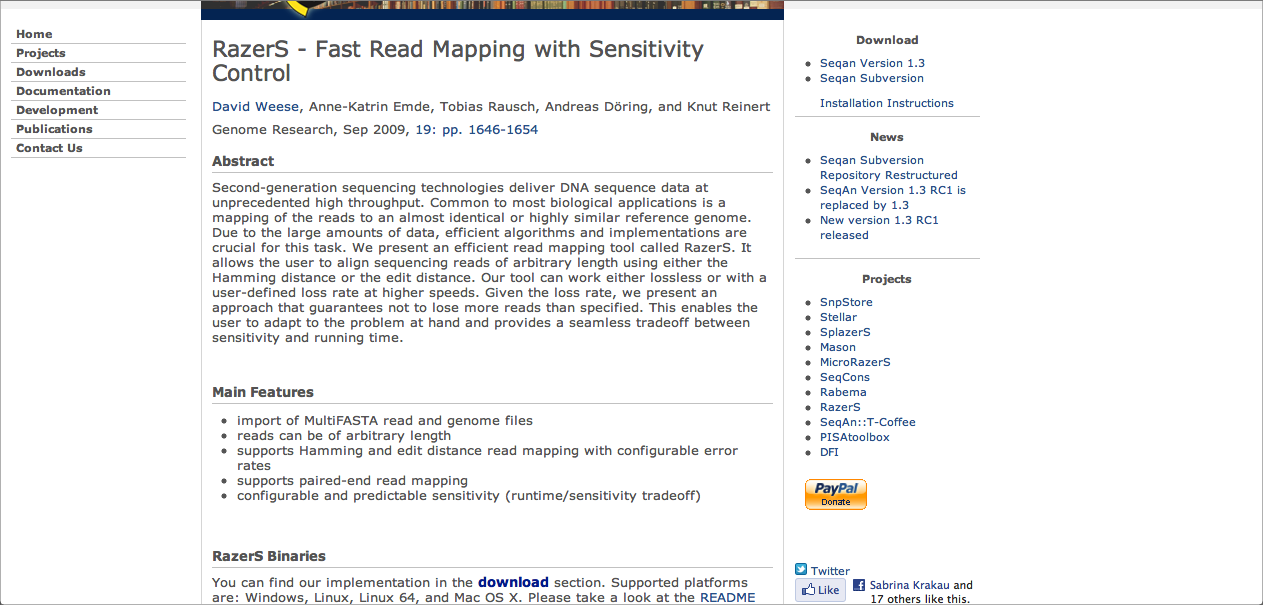 Home
Projects
Downloads
Documentation
Development
Publications
Contact Us
RazerS - Fast Read Mapping with Sensitivity
Control
David Weese, Anne-Katrin Emde, Tobias Rausch, Andreas Döring, and Knut Reinert
Genome Research, Sep 2009, 19: pp. 1646-1654
Abstract
Second-generation sequencing technologies deliver DNA sequence data at
unprecedented high throughput. Common to most biological applications is a
mapping of the reads to an almost identical or highly similar reference genome.
Due to the large amounts of data, efficient algorithms and implementations are
crucial for this task. We present an efficient read mapping tool called RazerS. It
allows the user to align sequencing reads of arbitrary length using either the
Hamming distance or the edit distance. Our tool can work either lossless or with a
user-defined loss rate at higher speeds. Given the loss rate, we present an
approach that guarantees not to lose more reads than specified. This enables the
user to adapt to the problem at hand and provides a seamless tradeoff between
sensitivity and running time.
Main Features
• import of MultiFASTA read and genome files
• reads can be of arbitrary length
• supports Hamming and edit distance read mapping with configurable error
rates
• supports paired-end read mapping
• configurable and predictable sensitivity (runtime/sensitivity tradeoff)
RazerS Binaries
You can find our implementation in the download section. Supported platforms
are: Windows, Linux, Linux 64, and Mac OS X. Please take a look at the README
Download
• Seqan Version 1.3
• Seqan Subversion
Installation Instructions
News
• Seqan Subversion
Repository Restructured
• SeqAn Version 1.3 RC1 is
replaced by 1.3
• New version 1.3 RC1
released
Projects
• SnpStore
• Stellar
• SplazerS
• Mason
• MicroRazerS
• SeqCons
• Rabema
• RazerS
• SeqAn::T-Coffee
• PISAtoolbox
• DFI
PayPal
Donate
Twitter
Like
Sabrina Krakau and
17 others like this.